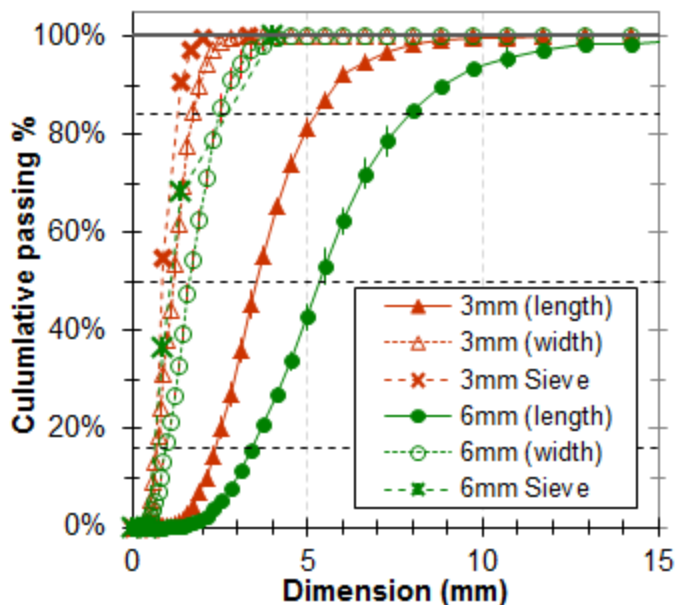 100%
80%
60%
40%
20%
0%
Culumlative passing %
3mm (length)
3mm (width)
3mm Sieve
6mm (length)
6mm (width)
6mm Sieve
0 5 10 15
Dimension (mm)